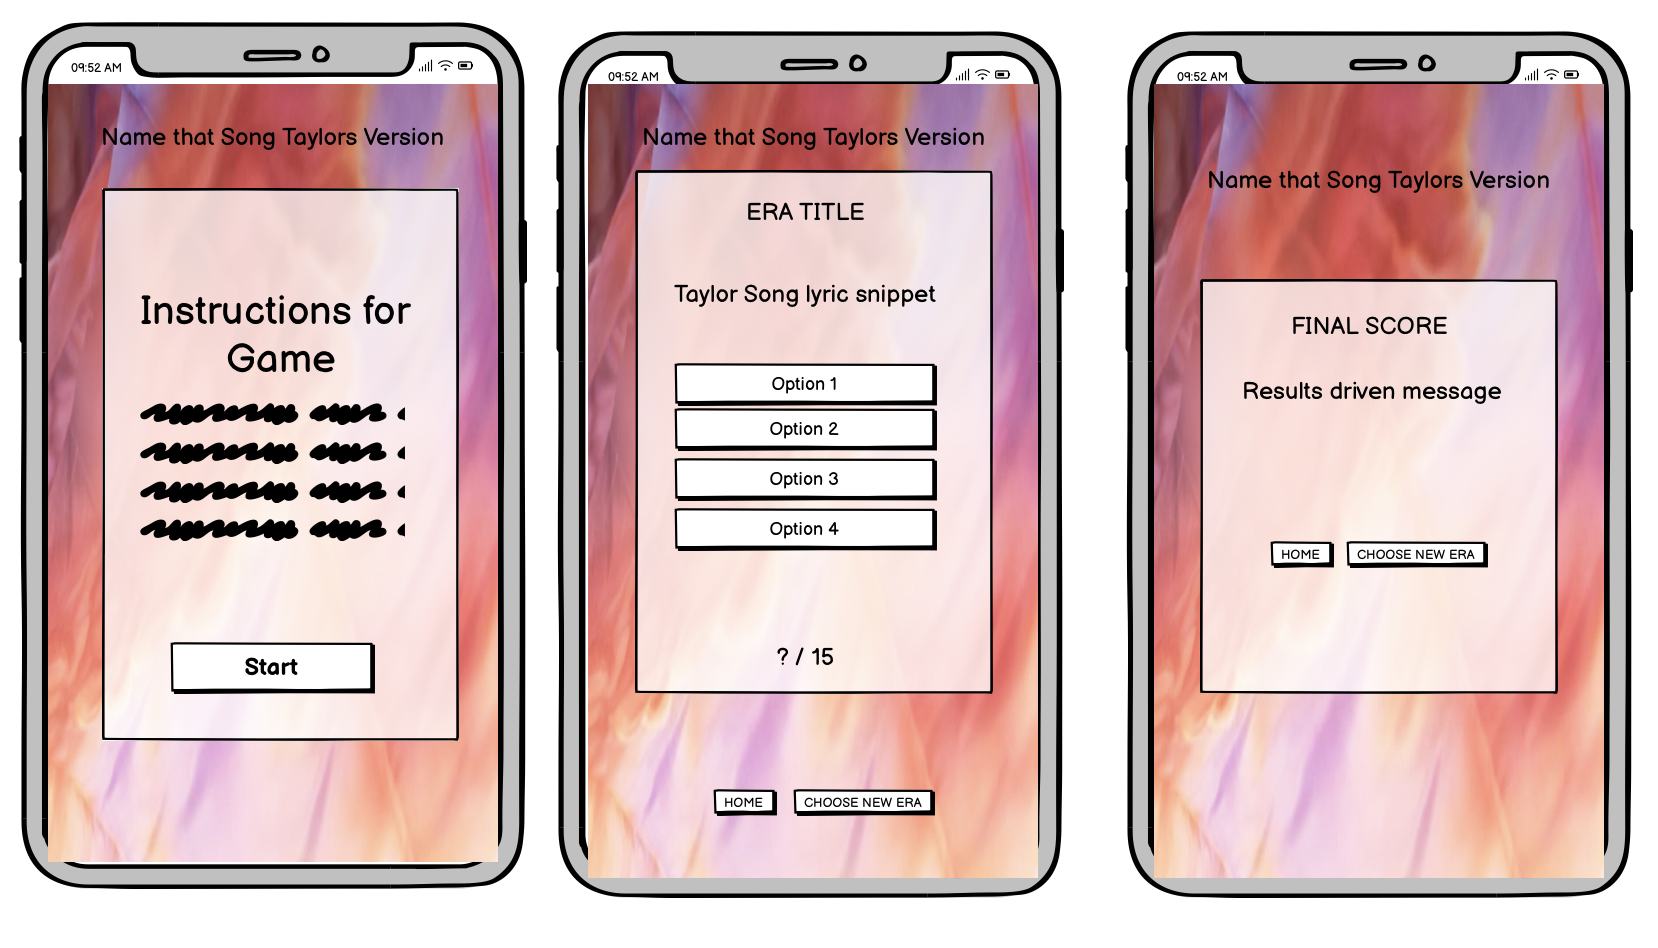 09:52 AM
Name that Song Taylors Version
Instructions for
Game
Start
09:52 AM
Name that Song Taylors Version
ERA TITLE
Taylor Song lyric snippet
Option 1
Option 2
Option 3
Option 4
? / 15
HOME
CHOOSE NEW ERA
09:52 AM
Name that Song Taylors Version
FINAL SCORE
Results driven message
HOME
CHOOSE NEW ERA